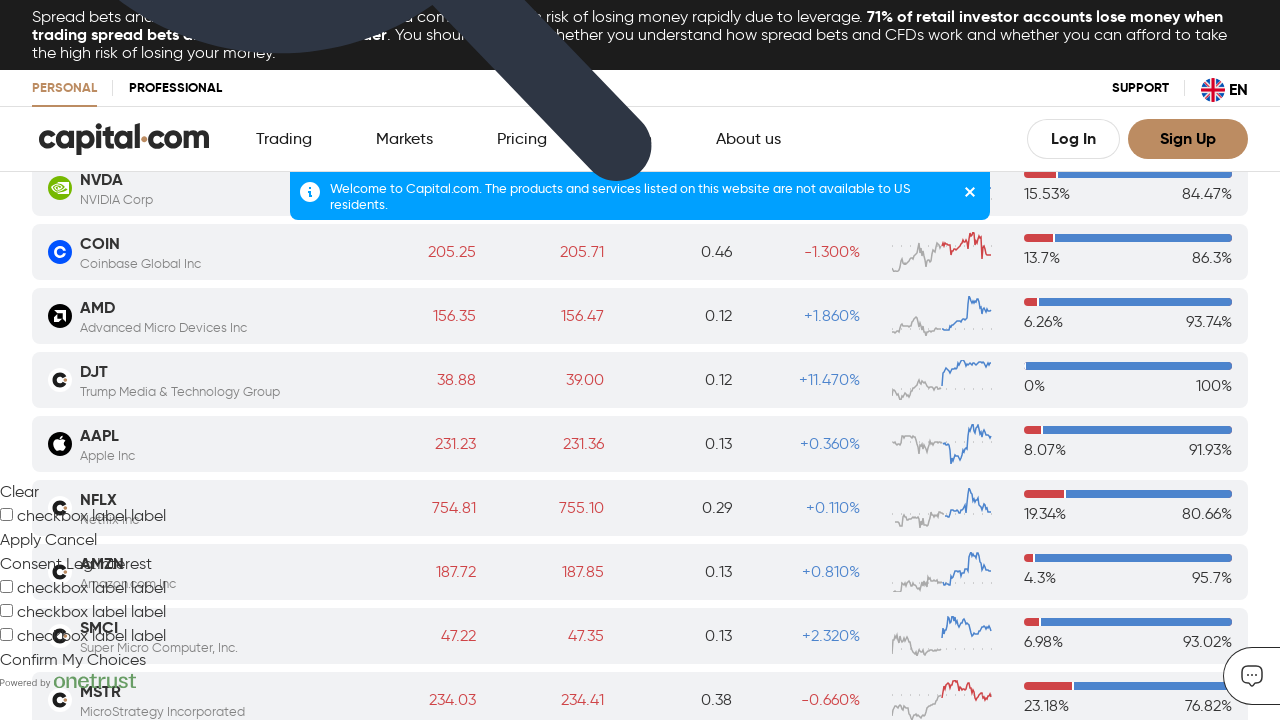 Spread bets and
risk of losing money rapidly due to leverage. 71% of retail investor accounts lose money when
trading spread bets
. You should
whether you understand how spread bets and CFDs work and whether you can afford to take
the high risk of losing your money.
PERSONAL PROFESSIONAL SUPPORT EN
capital.com Trading Markets Pricing About us Log In Sign Up
Welcome to Capital.com. The products and services listed on this website are not available to US
residents.
NVDA
NVIDIA Corp 15.53% 84.47%
COIN
Coinbase Global Inc 205.25 205.71 0.46 -1.300% 13.7% 86.3%
AMD
Advanced Micro Devices Inc 156.35 156.47 0.12 +1.860% 6.26% 93.74%
DJT
Trump Media & Technology Group 38.88 39.00 0.12 +11.470% 0% 100%
AAPL
Apple Inc 231.23 231.36 0.13 +0.360% 8.07% 91.93%
Clear
NFLX
Netflix Inc 754.81 755.10 0.29 +0.110% 19.34% 80.66%
checkbox label label
Apply Cancel
Consent Leg.Interest
AMZN
Amazon.com Inc 187.72 187.85 0.13 +0.810% 4.3% 95.7%
checkbox label label
checkbox label label
SMCI
checkbox label label
Super Micro Computer, Inc. 47.22 47.35 0.13 +2.320% 6.98% 93.02%
Confirm My Choices
Powered by onetrust
MSTR
MicroStrategy Incorporated 234.03 234.41 0.38 -0.660% 23.18% 76.82%